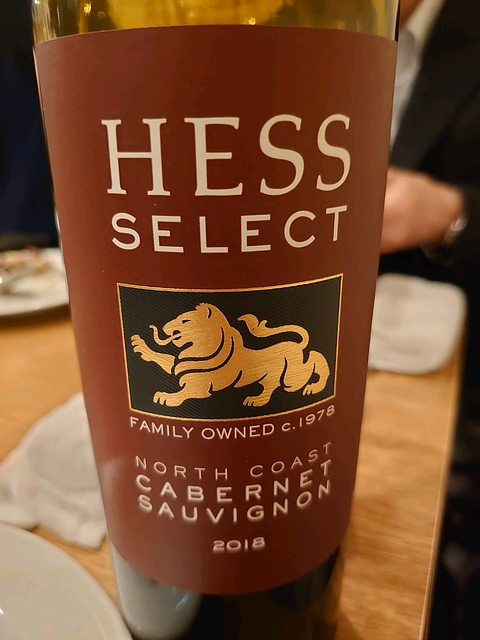 HESS
SELECT
FAMILY OWNED c.1978
NORTH COAST
CABERNET
SAUVIGNON
2018